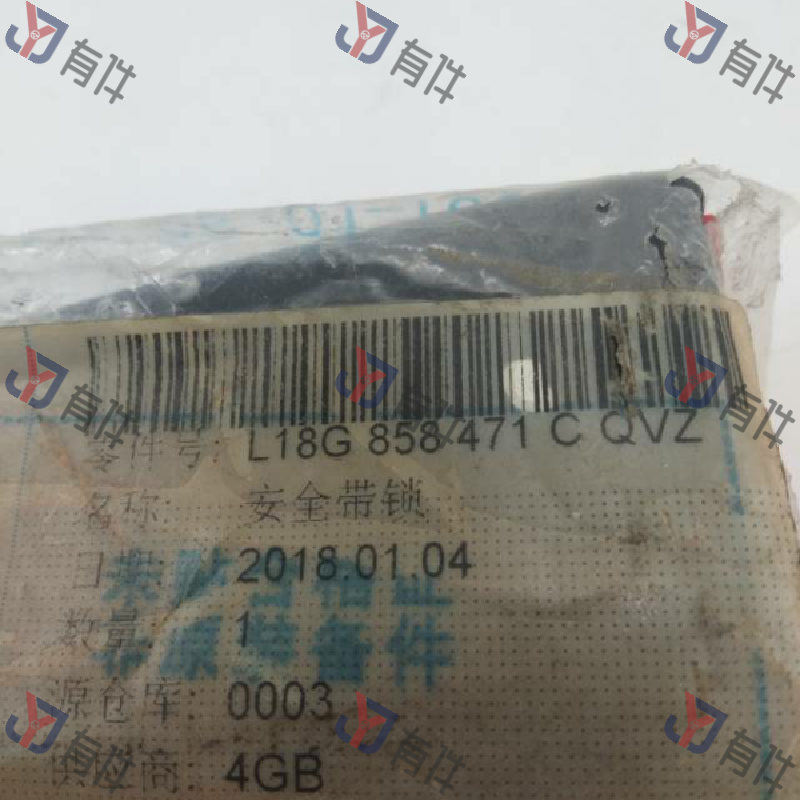 有件 有件 有件
零件号: L18G 858 471 C QVZ
有件 有件 有件
名称: 安全带锁
日期: 2018.01.04
数量: 1
源仓库: 0003
供应商: 4GB
有件 有件 有件